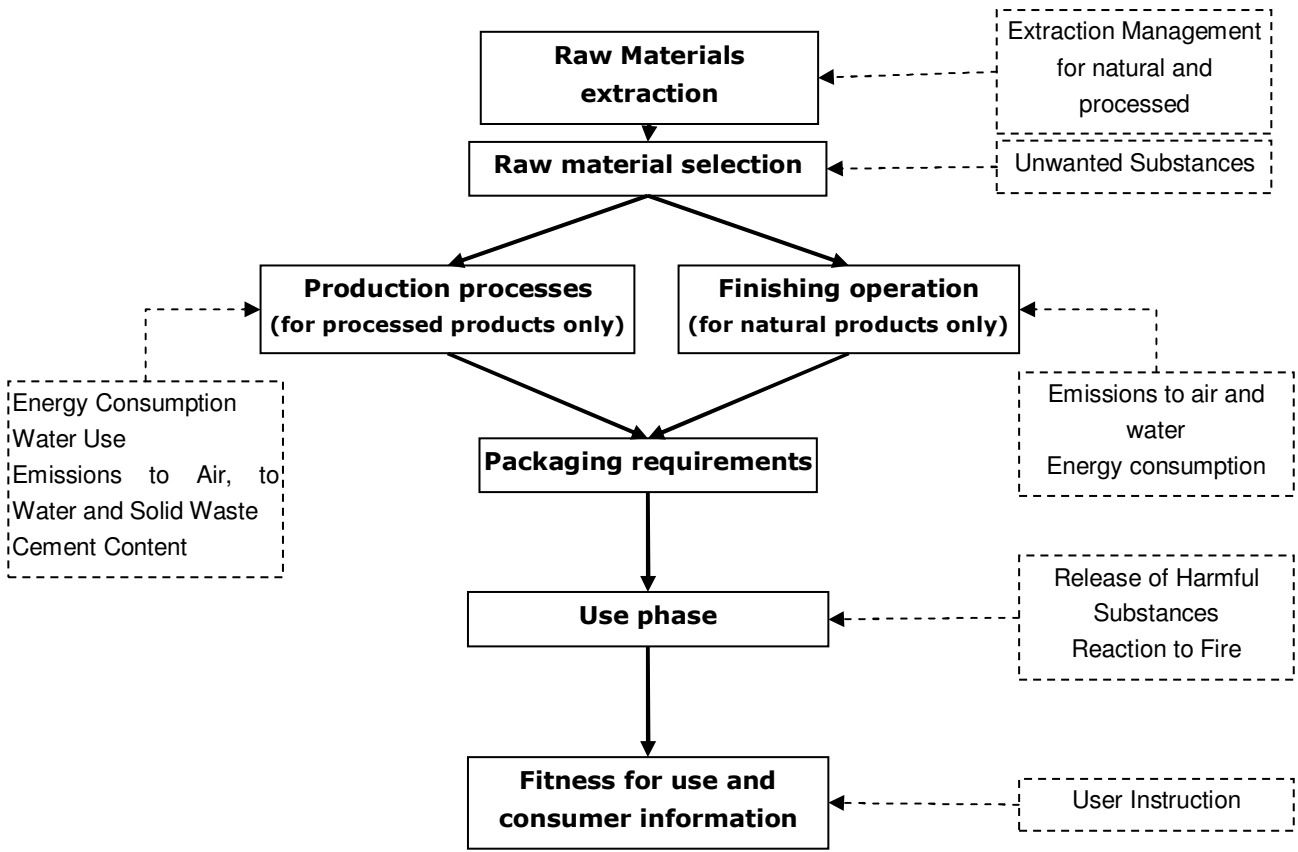 Raw Materials
extraction
Extraction Management
for natural and
processed
Raw material selection
Unwanted Substances
Production processes
(for processed products only)
Finishing operation
(for natural products only)
Energy Consumption
Water Use
Emissions to Air, to
Water and Solid Waste
Cement Content
Emissions to air and
water
Energy consumption
Packaging requirements
Use phase
Release of Harmful
Substances
Reaction to Fire
Fitness for use and
consumer information
User Instruction